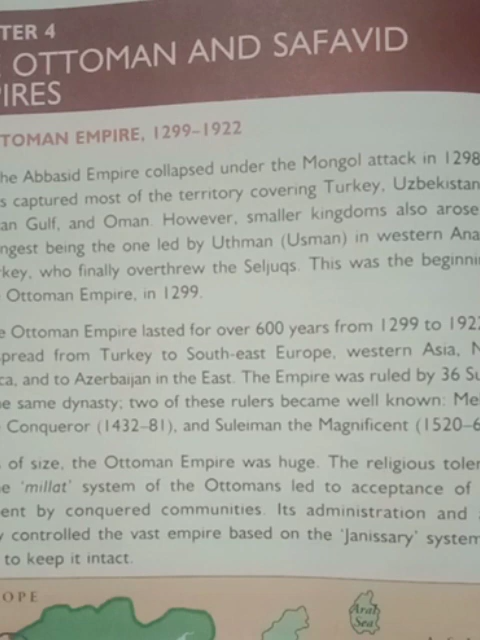 TER 4
OTTOMAN AND SAFAVID
IRES
TOMAN EMPIRE, 1299–1922
he Abbasid Empire collapsed under the Mongol attack in 1298
s captured most of the territory covering Turkey, Uzbekistan
an Gulf, and Oman. However, smaller kingdoms also arose
ngest being the one led by Uthman (Usman) in western Ana
key, who finally overthrew the Seljuqs. This was the beginni
Ottoman Empire, in 1299.
e Ottoman Empire lasted for over 600 years from 1299 to 192
pread from Turkey to South-east Europe, western Asia, N
ca, and to Azerbaijan in the East. The Empire was ruled by 36 Su
e same dynasty; two of these rulers became well known: Me
Conqueror (1432–81), and Suleiman the Magnificent (1520–6
of size, the Ottoman Empire was huge. The religious toler
e 'millat' system of the Ottomans led to acceptance of
ent by conquered communities. Its administration and
y controlled the vast empire based on the 'Janissary' system
to keep it intact.
OPE
Aral
Sea